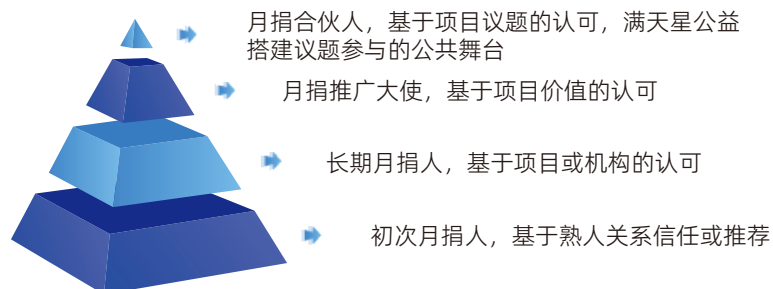 月捐合伙人，基于项目议题的认可，满天星公益
搭建议题参与的公共舞台
月捐推广大使，基于项目价值的认可
长期月捐人，基于项目或机构的认可
初次月捐人，基于熟人关系信任或推荐